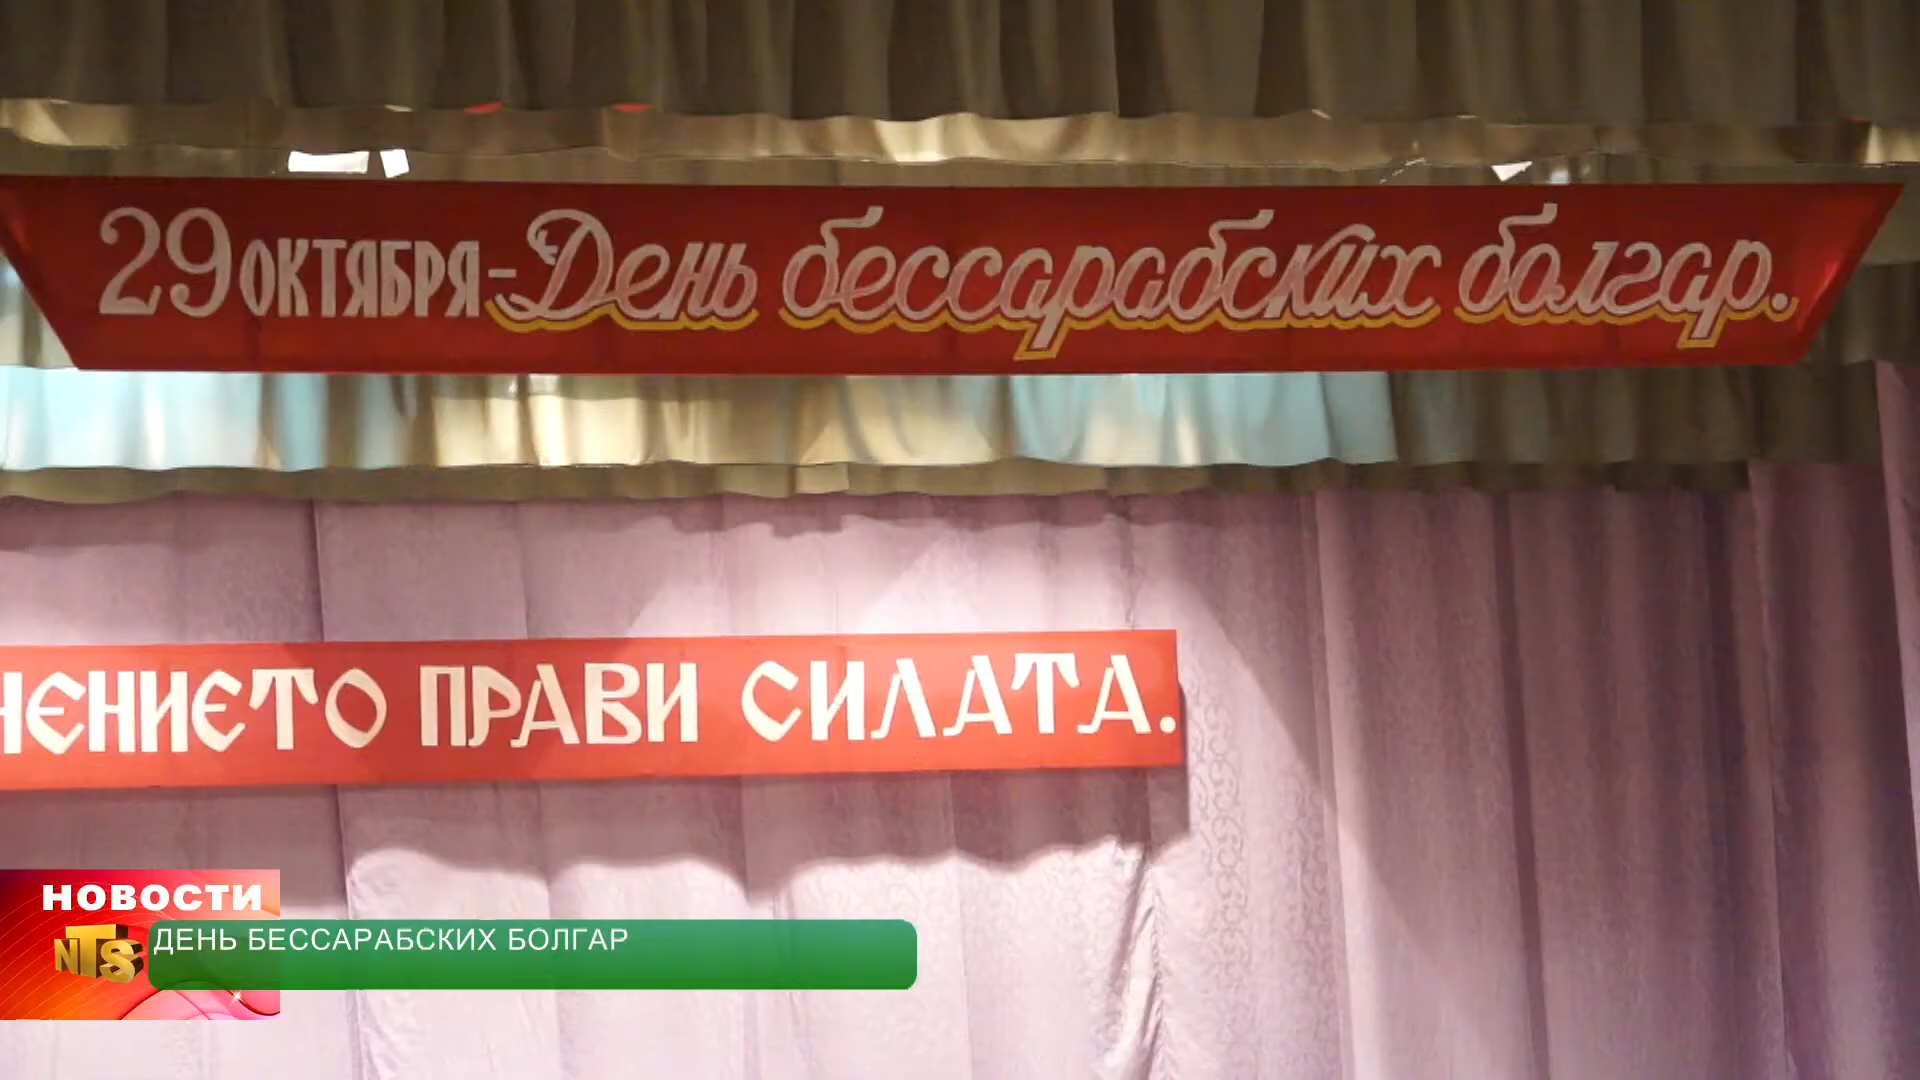 29 ОКТЯБРЯ - День бессарабских болгар.
НЕНИЕТО ПРАВИ СИЛАТА.
НОВОСТИ
NTS
ДЕНЬ БЕССАРАБСКИХ БОЛГАР